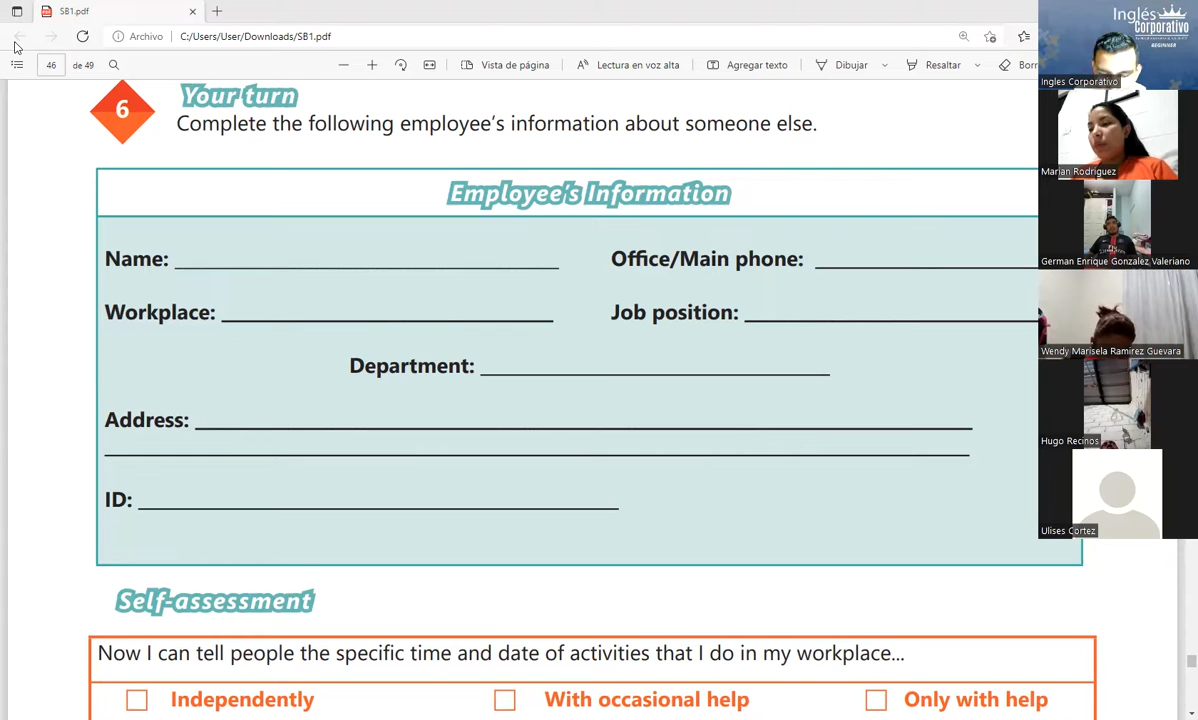 SB1.pdf
Archivo
C:/Users/User/Downloads/SB1.pdf
46
de 49
Vista de página
Lectura en voz alta
Agregar texto
Dibujar
Resaltar
Borr
6
Your turn
Complete the following employee's information about someone else.
Employee's Information
Name:
Office/Main phone:
Workplace:
Job position:
Department:
Address:
ID:
Self-assessment
Now I can tell people the specific time and date of activities that I do in my workplace...
Independently
With occasional help
Only with help
Inglés
Corporativo
BEGINNER
Ingles Corporativo
Marian Rodriguez
German Enrique Gonzalez Valeriano
Wendy Marisela Ramirez Guevara
Hugo Recinos
Ulises Cortez